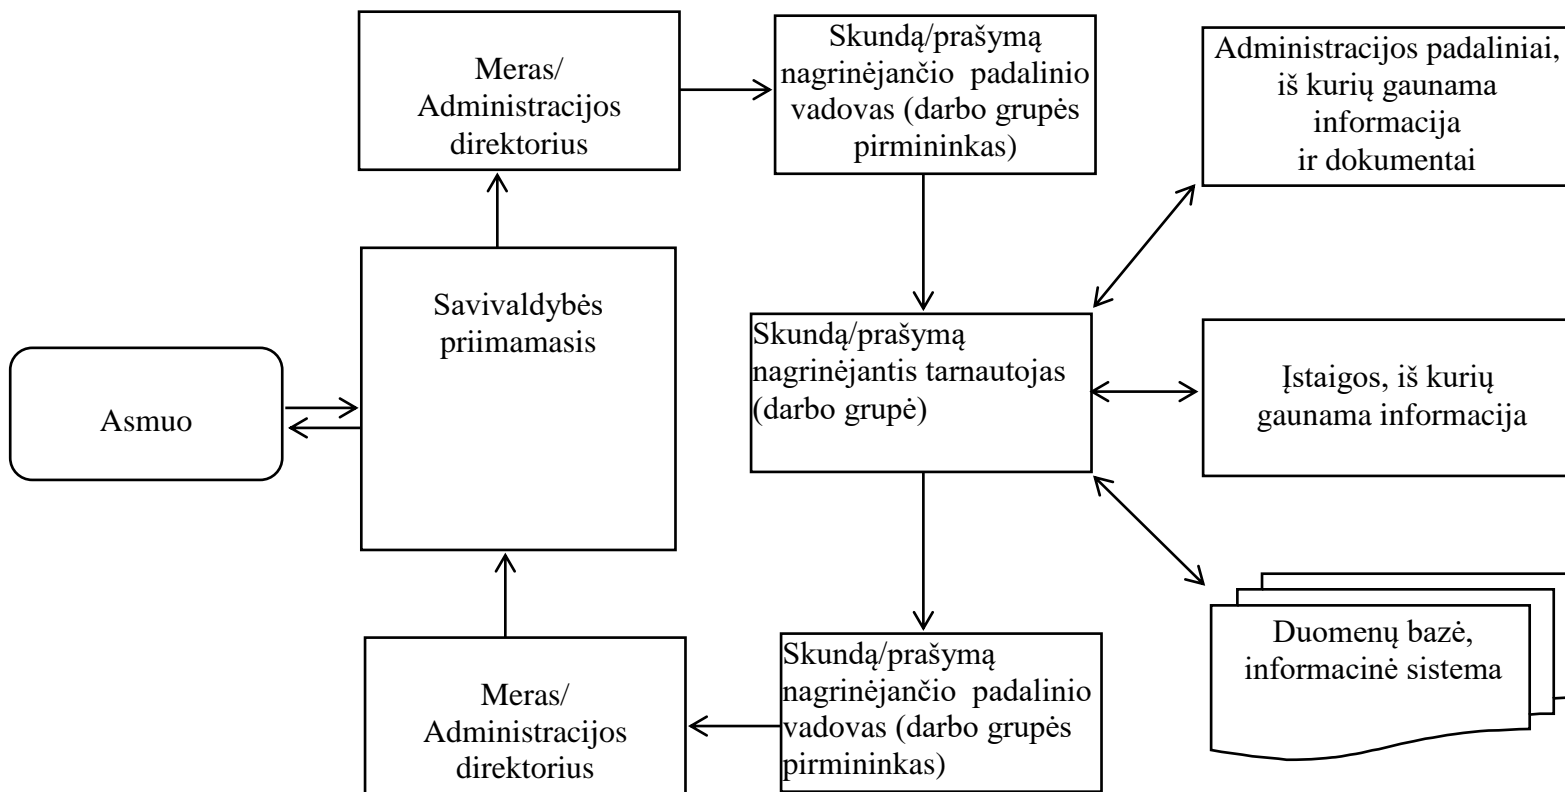 Meras/
Administracijos
direktorius
Skundą/prašymą
nagrinėjančio padalinio
vadovas (darbo grupės
pirmininkas)
Administracijos padaliniai,
iš kurių gaunama
informacija
ir dokumentai
Savivaldybės
priimamasis
Asmuo
Skundą/prašymą
nagrinėjantis tarnautojas
(darbo grupė)
Įstaigos, iš kurių
gaunama informacija
Meras/
Administracijos
direktorius
Skundą/prašymą
nagrinėjančio padalinio
vadovas (darbo grupės
pirmininkas)
Duomenų bazė,
informacinė sistema